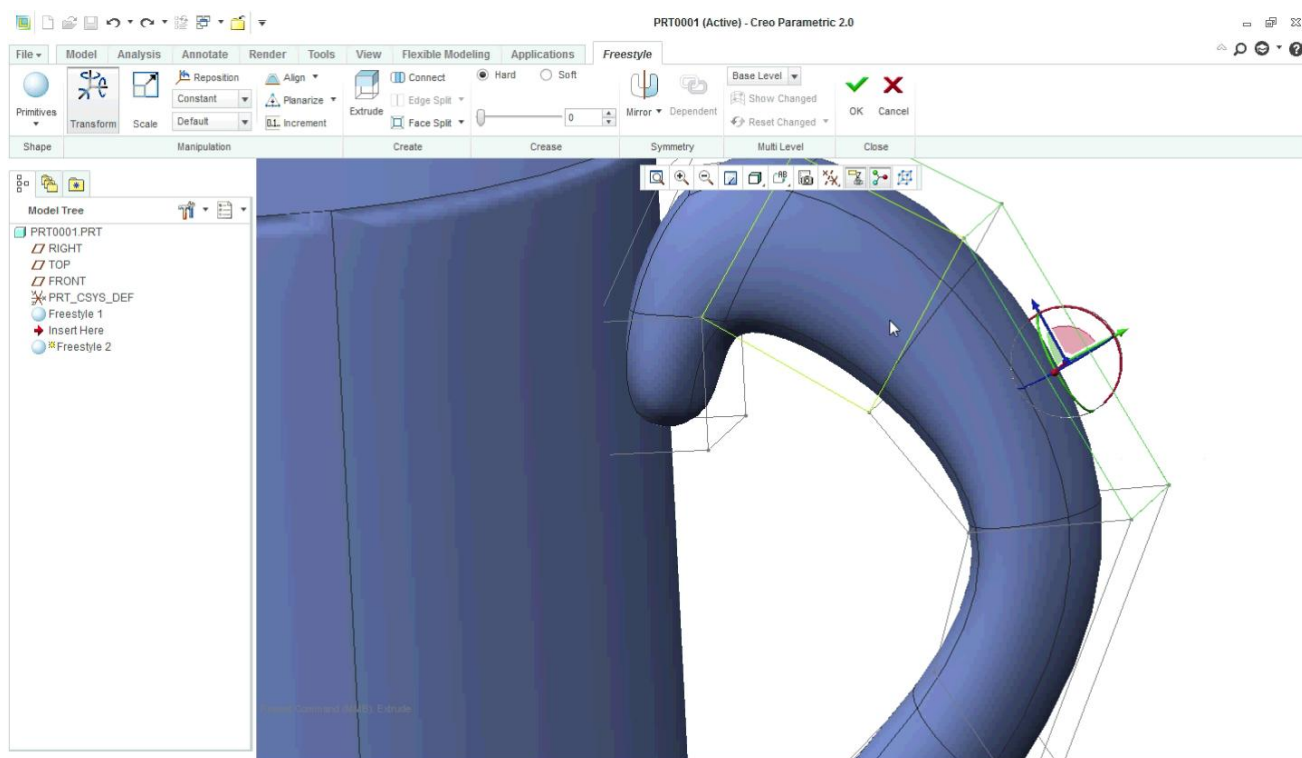 PRT0001 (Active) - Creo Parametric 2.0
File Model Analysis Annotate Render Tools View Flexible Modeling Applications Freestyle
Primitives
Transform
Scale
Reposition
Constant
Default
Align
Planarize
Increment
Extrude
Connect
Edge Split
Face Split
Hard Soft
0
Mirror
Dependent
Base Level
Show Changed
Reset Changed
OK
Cancel
Shape Manipulation Create Crease Symmetry Multi Level Close
Model Tree
PRT0001.PRT
RIGHT
TOP
FRONT
PRT_CSYS_DEF
Freestyle 1
Insert Here
Freestyle 2